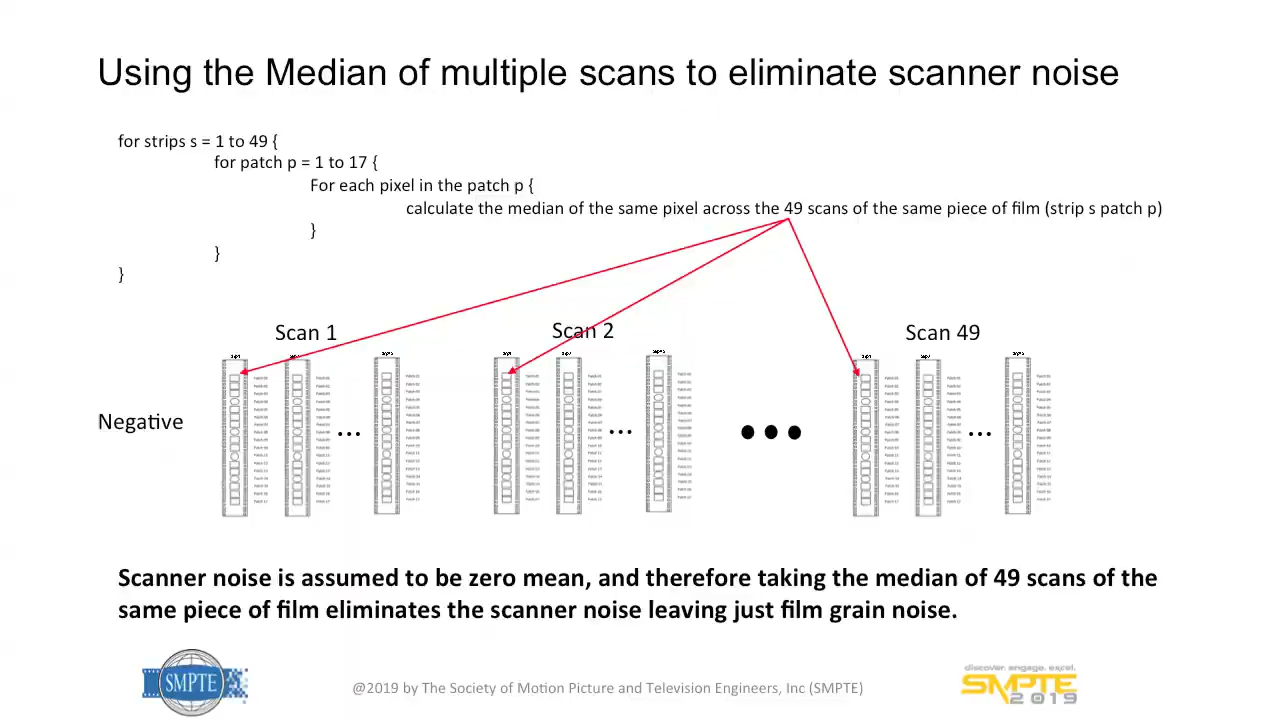 Using the Median of multiple scans to eliminate scanner noise
for strips s = 1 to 49 {
for patch p = 1 to 17 {
For each pixel in the patch p {
calculate the median of the same pixel across the 49 scans of the same piece of film (strip s patch p)
}
}
}
Scan 1
Scan 2
Scan 49
Negative
...
...
...
Scanner noise is assumed to be zero mean, and therefore taking the median of 49 scans of the
same piece of film eliminates the scanner noise leaving just film grain noise.
SMPTE
@2019 by The Society of Motion Picture and Television Engineers, Inc (SMPTE)
discover. engage. excel.
SMPTE
2019